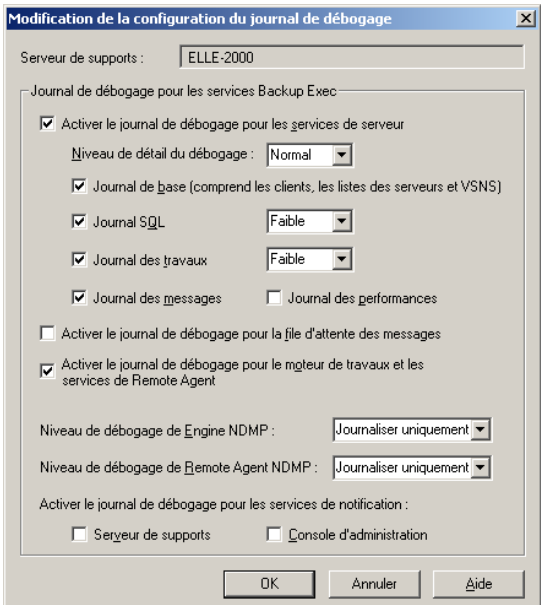 Modification de la configuration du journal de débogage
Serveur de supports : ELLE-2000
Journal de débogage pour les services Backup Exec
Activer le journal de débogage pour les services de serveur
Niveau de détail du débogage : Normal
Journal de base (comprend les clients, les listes des serveurs et VSNS)
Journal SQL Faible
Journal des travaux Faible
Journal des messages Journal des performances
Activer le journal de débogage pour la file d'attente des messages
Activer le journal de débogage pour le moteur de travaux et les
services de Remote Agent
Niveau de débogage de Engine NDMP : Journaliser uniquement
Niveau de débogage de Remote Agent NDMP : Journaliser uniquement
Activer le journal de débogage pour les services de notification :
Serveur de supports Console d'administration
OK Annuler Aide